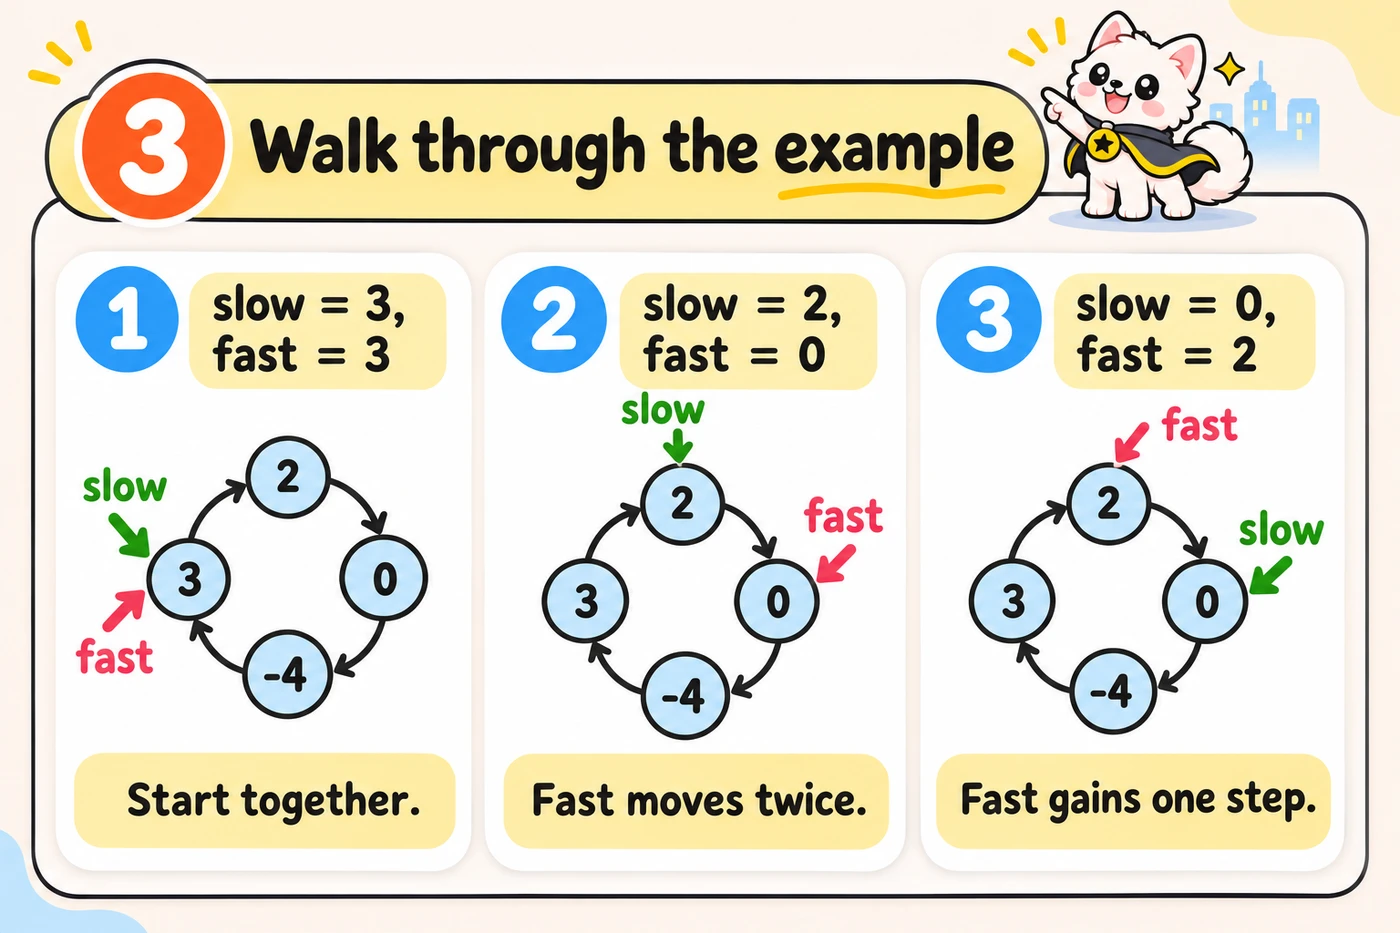 3
Walk through the example
1
slow = 3,
fast = 3
slow
fast
2
0
3
-4
Start together.
2
slow = 2,
fast = 0
slow
fast
2
0
3
-4
Fast moves twice.
3
slow = 0,
fast = 2
fast
slow
2
0
3
-4
Fast gains one step.